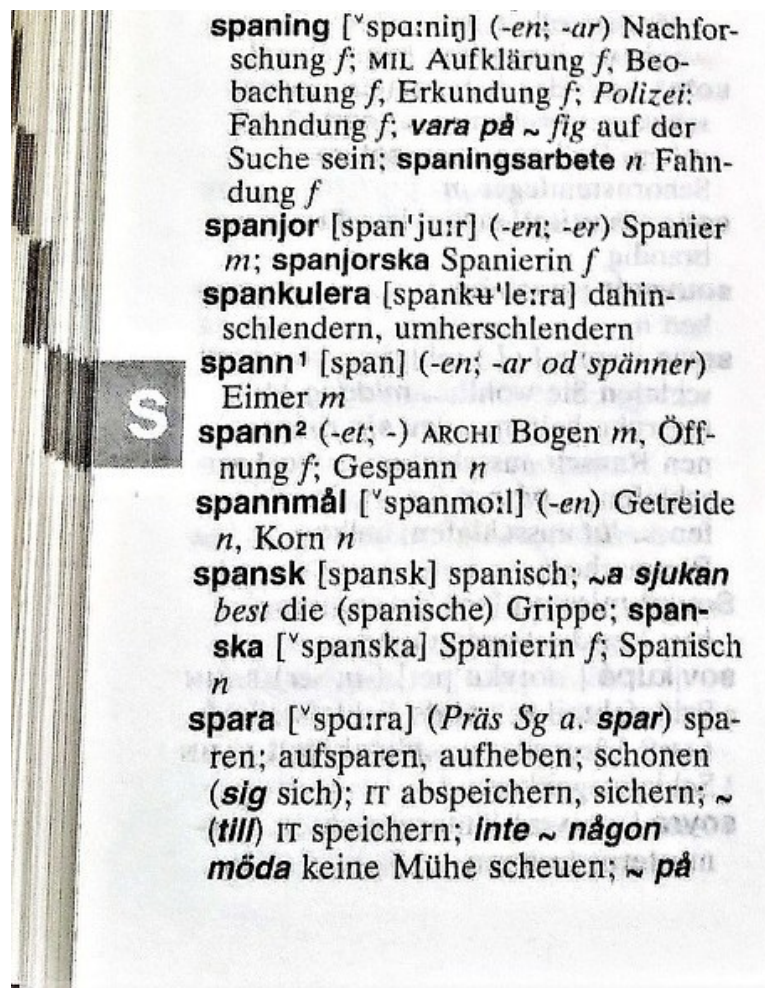 spaning [ˇspɑːniŋ] (-en; -ar) Nachfor-
schung f; MIL Aufklärung f, Beo-
bachtung f, Erkundung f; Polizei:
Fahndung f; vara på ~ fig auf der
Suche sein; spaningsarbete n Fahn-
dung f
spanjor [span'juːr] (-en; -er) Spanier
m; spanjorska Spanierin f
spankulera [spankɵ'leːra] dahin-
schlendern, umherschlendern
spann¹ [span] (-en; -ar od spänner)
Eimer m
S
spann² (-et; -) ARCHI Bogen m, Öff-
nung f; Gespann n
spannmål [ˇspanmoːl] (-en) Getreide
n, Korn n
spansk [spansk] spanisch; ~a sjukan
best die (spanische) Grippe; span-
ska [ˇspanska] Spanierin f; Spanisch
n
spara [ˇspɑːra] (Präs Sg a. spar) spa-
ren; aufsparen, aufheben; schonen
(sig sich); IT abspeichern, sichern; ~
(till) IT speichern; inte ~ någon
möda keine Mühe scheuen; ~ på